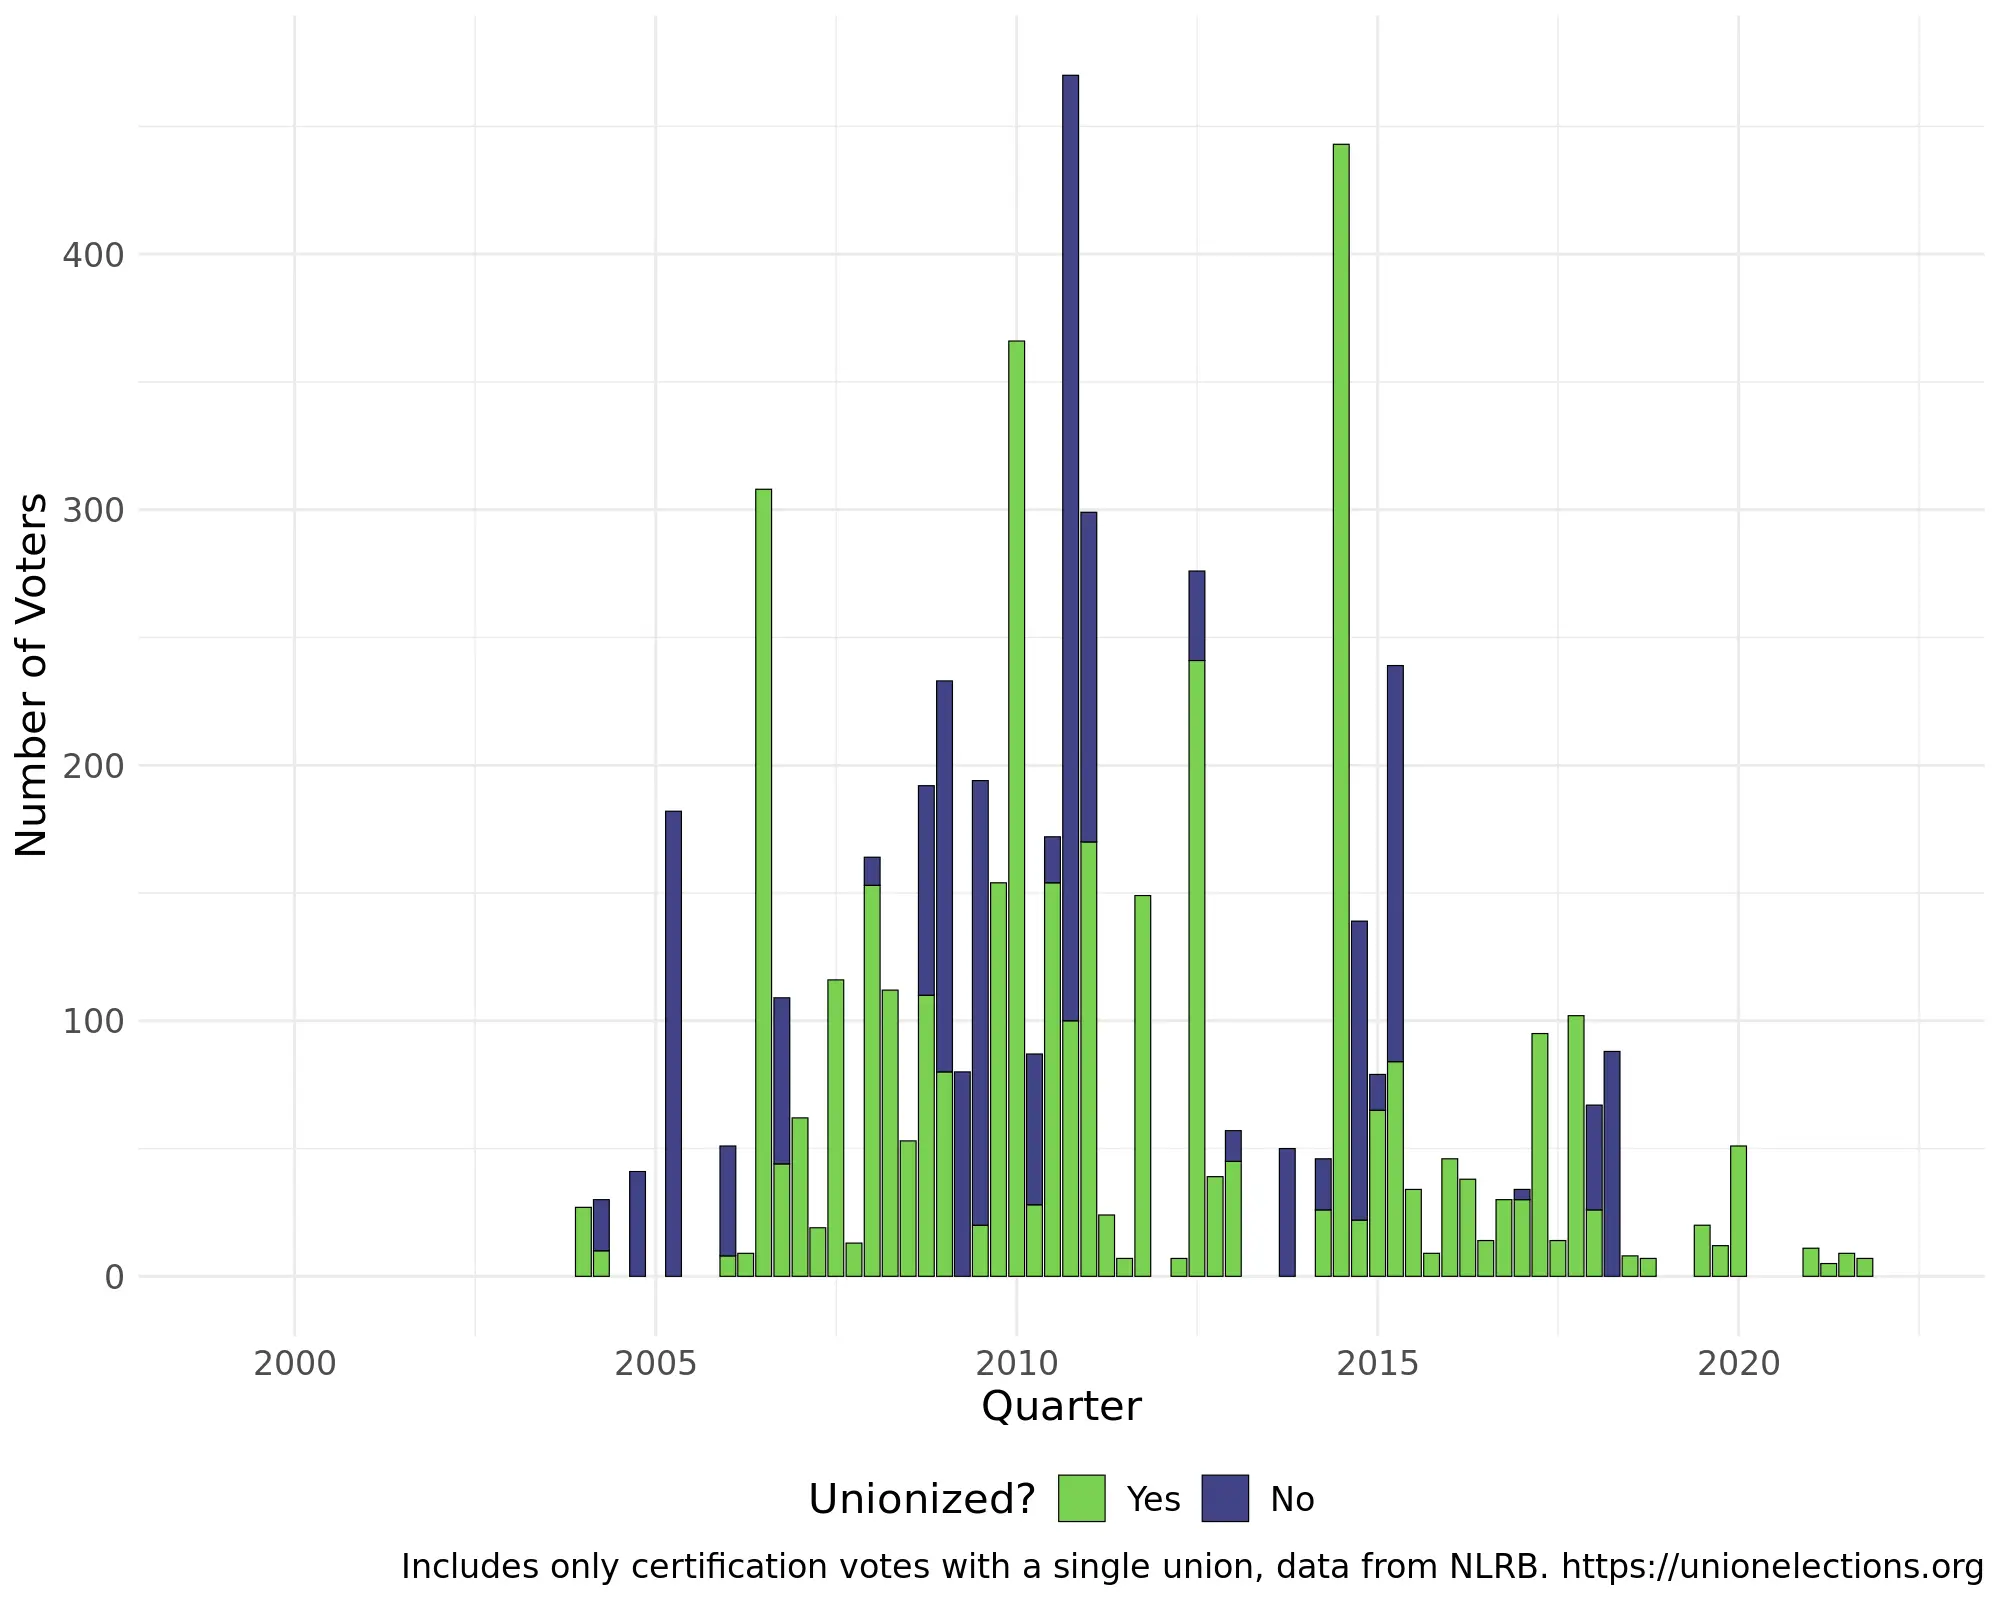 Number of Voters
400
300
200
100
0
2000 2005 2010 2015 2020
Quarter
Unionized? Yes No
Includes only certification votes with a single union, data from NLRB. https://unionelections.org